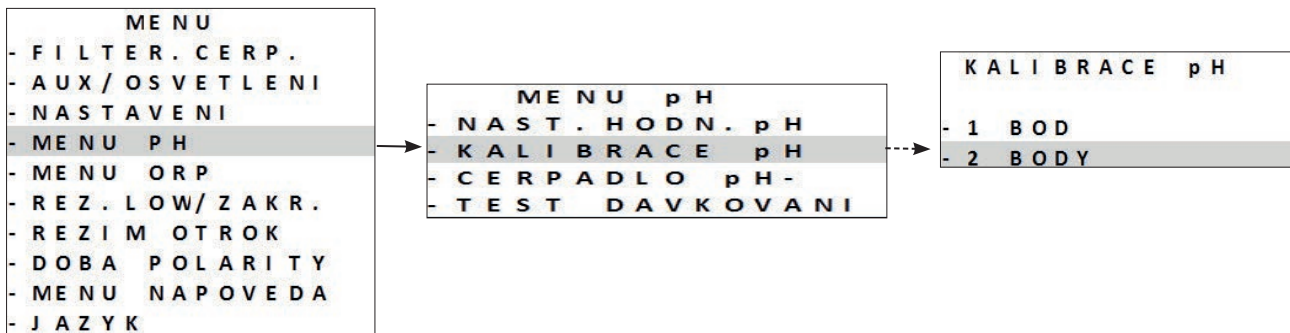 MENU
- FILTER.CERP.
- AUX/OSVETLENI
- NASTAVENI
- MENU PH
- MENU ORP
- REZ.LOW/ZAKR.
- REZIM OTROK
- DOBA POLARITY
- MENU NAPOVEDA
- JAZYK
MENU pH
- NAST.HODN.pH
- KALIBRACE pH
- CERPADLO pH-
- TEST DAVKOVANI
KALIBRACE pH
- 1 BOD
- 2 BODY